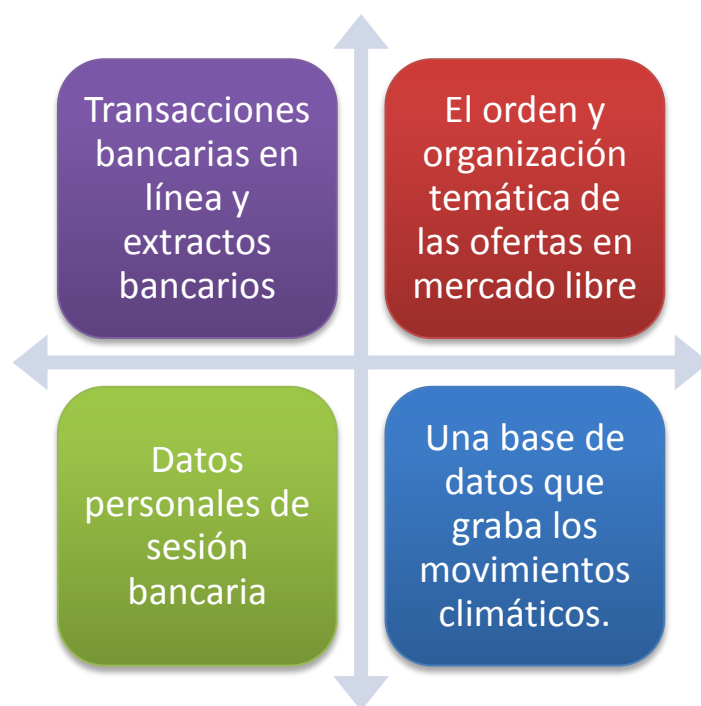 Transacciones
bancarias en
línea y
extractos
bancarios
El orden y
organización
temática de
las ofertas en
mercado libre
Datos
personales de
sesión
bancaria
Una base de
datos que
graba los
movimientos
climáticos.